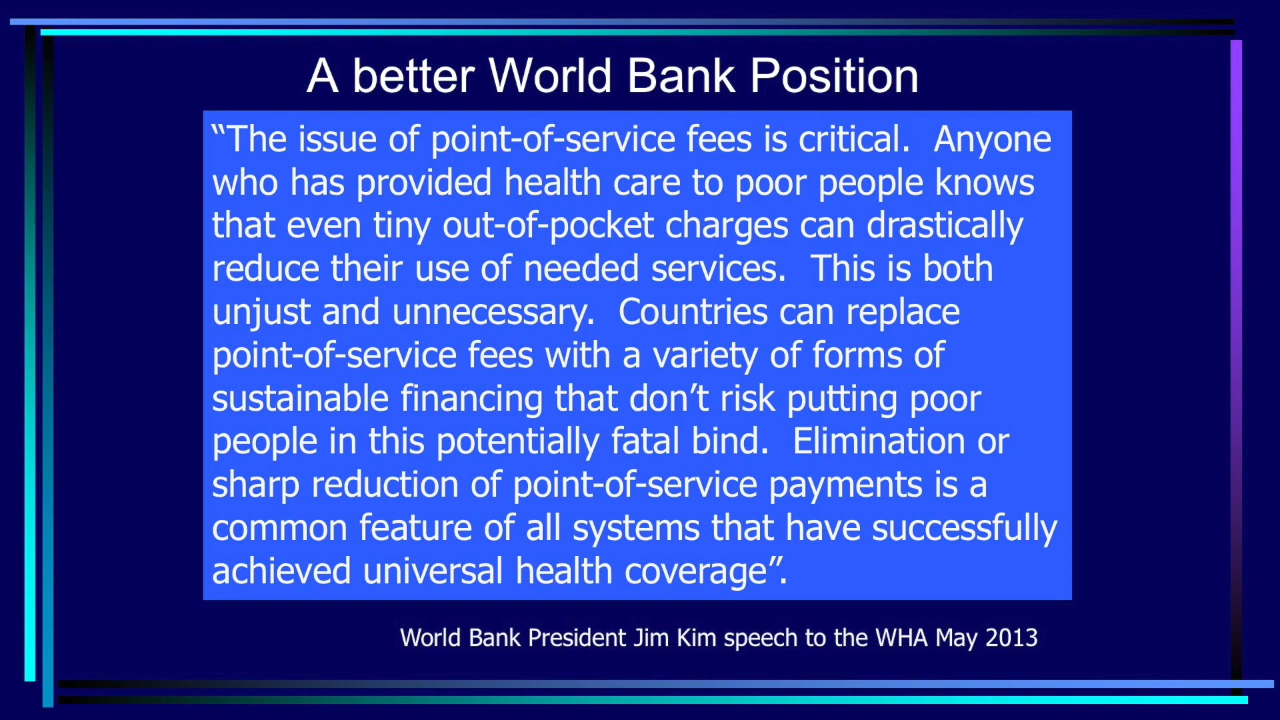 A better World Bank Position
“The issue of point-of-service fees is critical.  Anyone
who has provided health care to poor people knows
that even tiny out-of-pocket charges can drastically
reduce their use of needed services.  This is both
unjust and unnecessary.  Countries can replace
point-of-service fees with a variety of forms of
sustainable financing that don’t risk putting poor
people in this potentially fatal bind.  Elimination or
sharp reduction of point-of-service payments is a
common feature of all systems that have successfully
achieved universal health coverage”.
World Bank President Jim Kim speech to the WHA May 2013